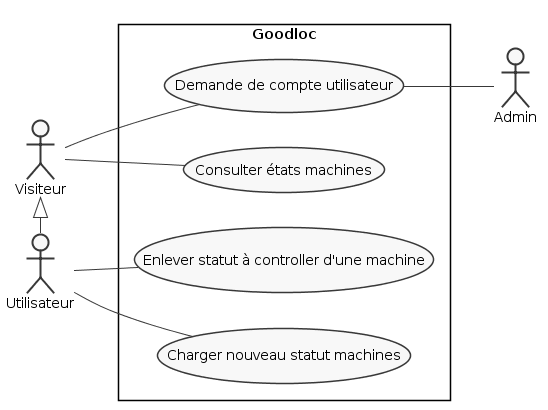 Goodloc
Demande de compte utilisateur
Admin
Visiteur
Consulter états machines
Enlever statut à controller d'une machine
Utilisateur
Charger nouveau statut machines